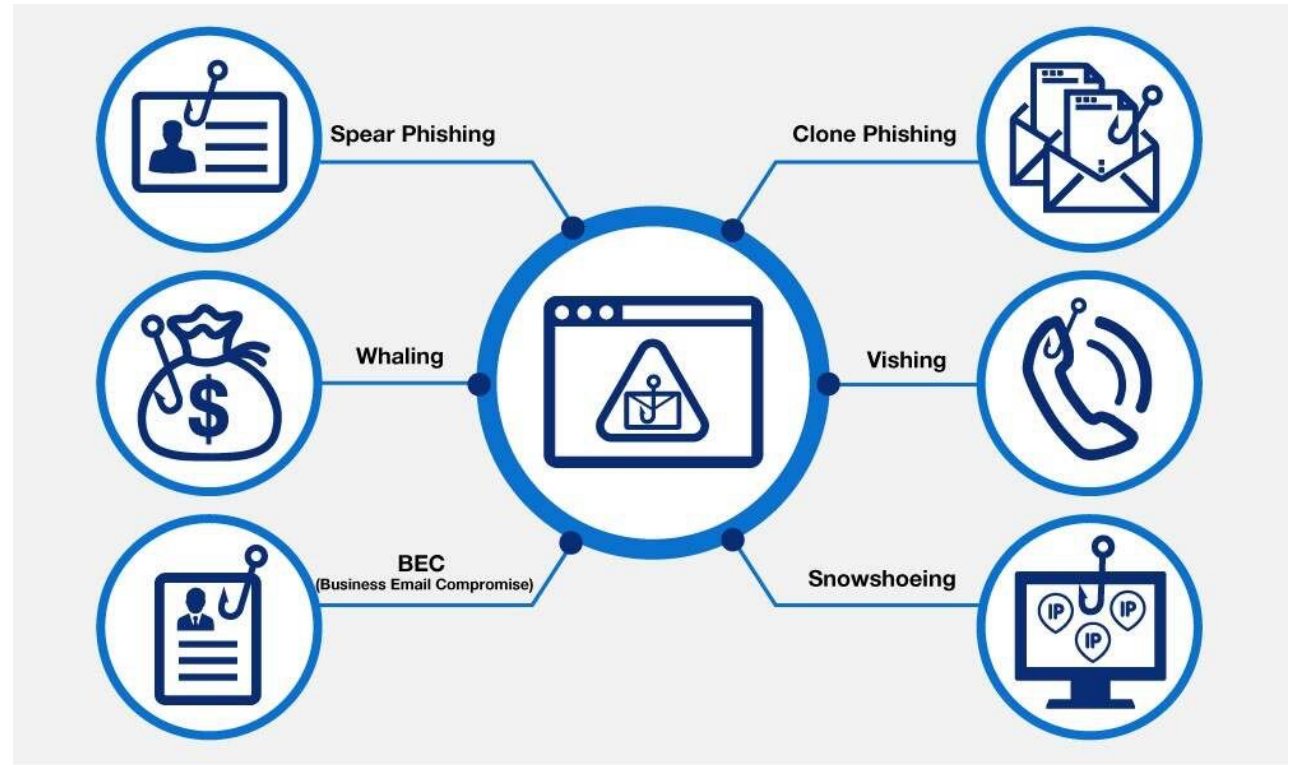 Spear Phishing
Clone Phishing
Whaling
$
Vishing
BEC
(Business Email Compromise)
Snowshoeing
IP
IP
IP